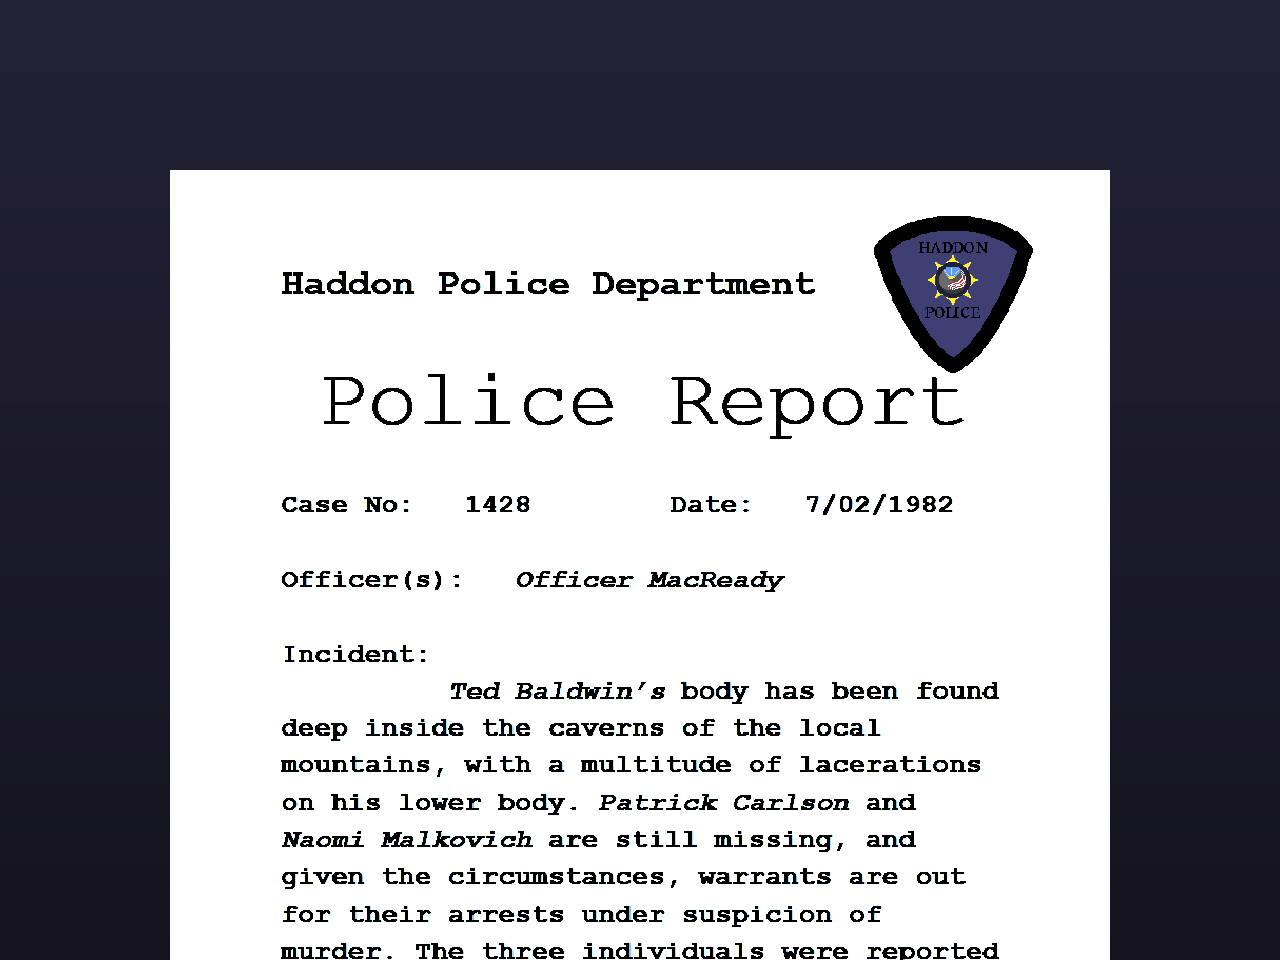 HADDON
POLICE
Haddon Police Department
Police Report
Case No: 1428 Date: 7/02/1982
Officer(s): Officer MacReady
Incident:
Ted Baldwin's body has been found
deep inside the caverns of the local
mountains, with a multitude of lacerations
on his lower body. Patrick Carlson and
Naomi Malkovich are still missing, and
given the circumstances, warrants are out
for their arrests under suspicion of
murder. The three individuals were reported